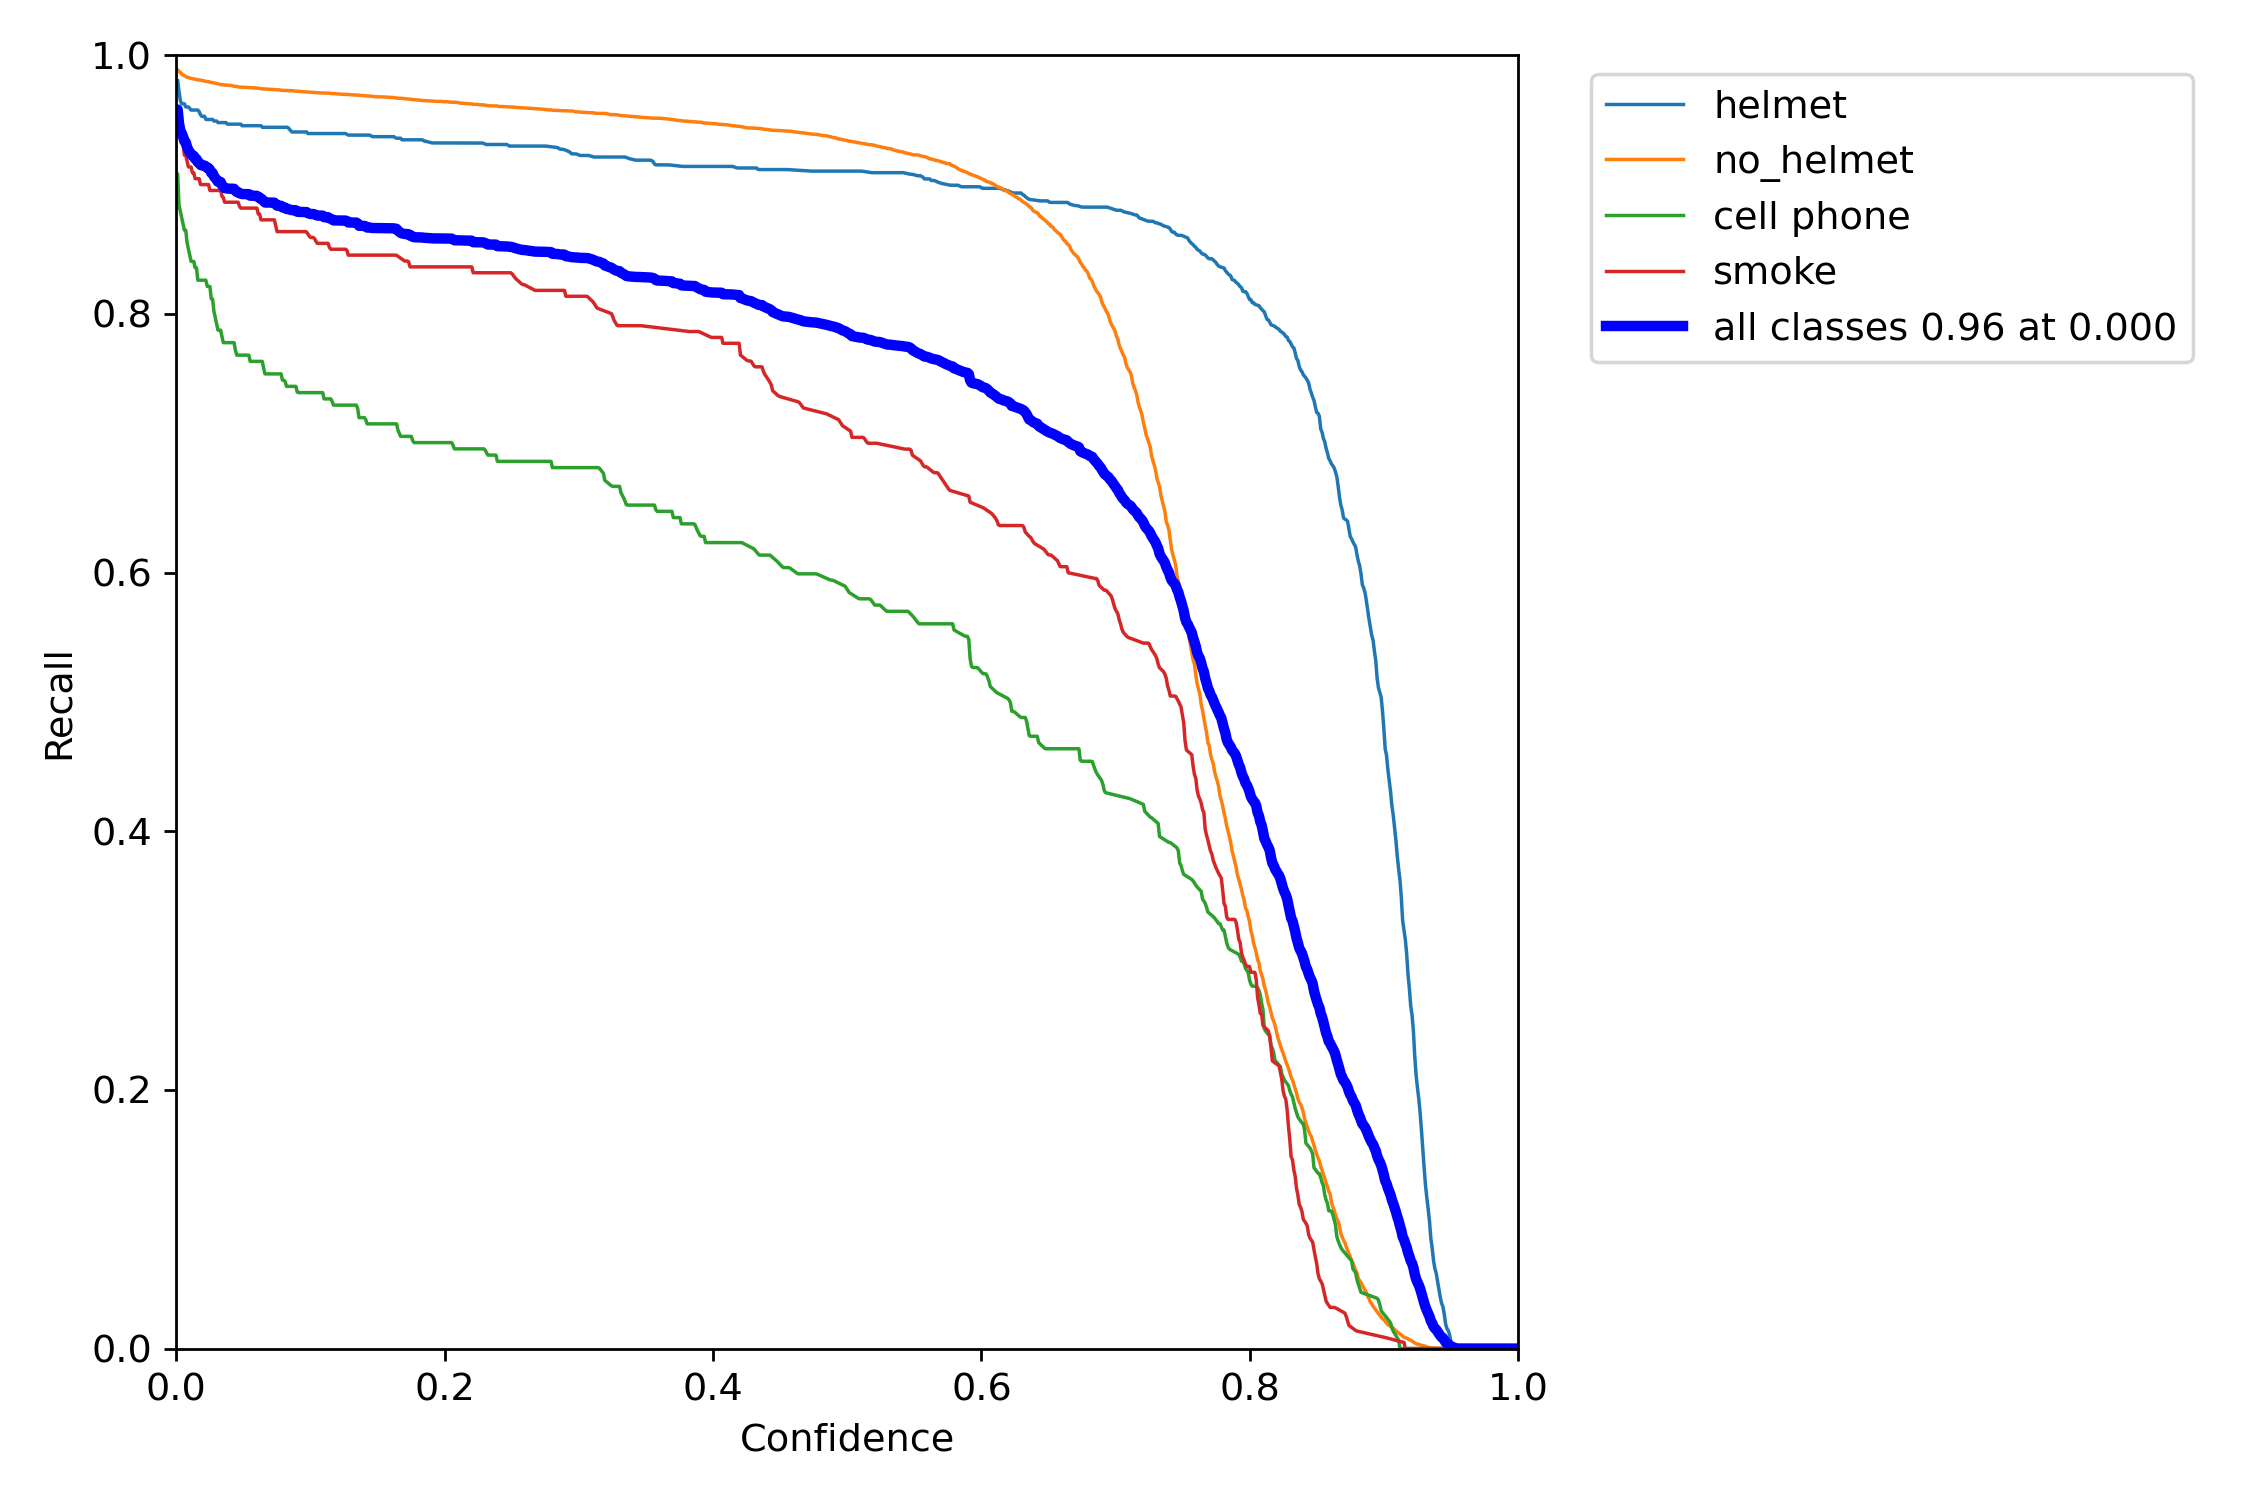 1.0
0.8
0.6
0.4
0.2
0.0
Recall
0.0 0.2 0.4 0.6 0.8 1.0
Confidence
helmet
no_helmet
cell phone
smoke
all classes 0.96 at 0.000